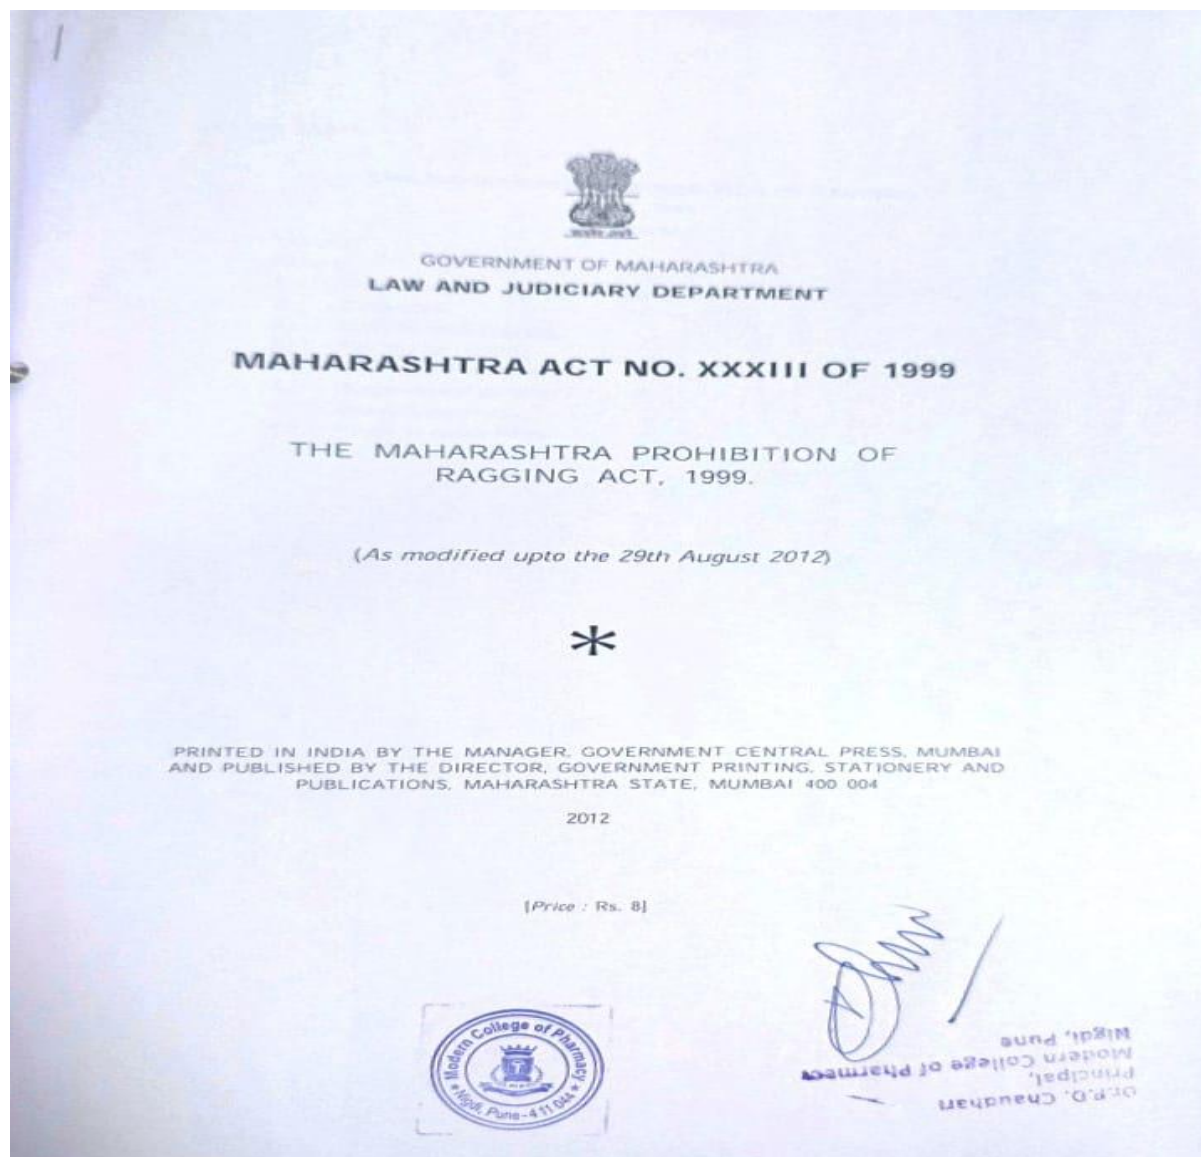 GOVERNMENT OF MAHARASHTRA
LAW AND JUDICIARY DEPARTMENT
MAHARASHTRA ACT NO. XXXIII OF 1999
THE MAHARASHTRA PROHIBITION OF
RAGGING ACT, 1999.
(As modified upto the 29th August 2012)
*
PRINTED IN INDIA BY THE MANAGER, GOVERNMENT CENTRAL PRESS, MUMBAI
AND PUBLISHED BY THE DIRECTOR, GOVERNMENT PRINTING, STATIONERY AND
PUBLICATIONS, MAHARASHTRA STATE, MUMBAI 400 004
2012
[Price : Rs. 8]
Modern College of Pharmacy
Nigdi, Pune-411 044
Dr.P.D. Chaudhari
Principal,
Modern College of Pharmacy
Nigdi, Pune